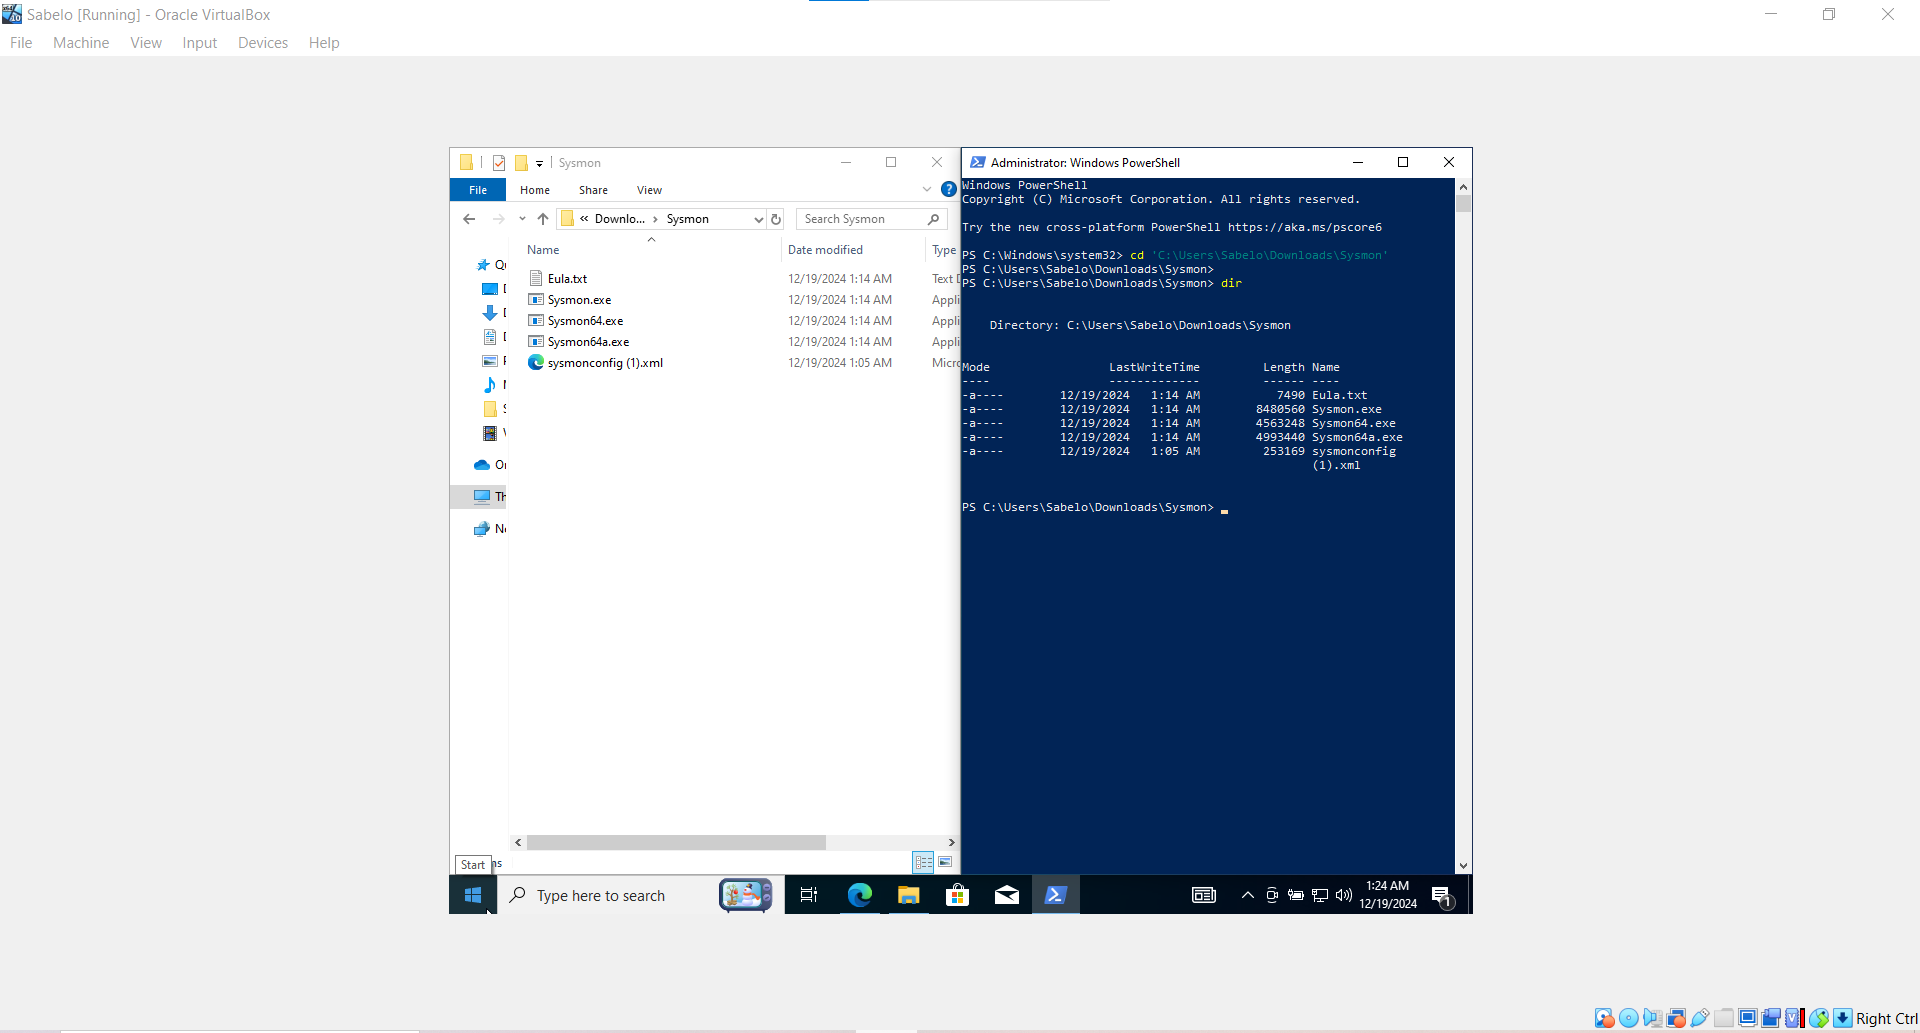 Sabelo [Running] - Oracle VirtualBox
File Machine View Input Devices Help
Sysmon
File Home Share View
« Downlo... › Sysmon
Search Sysmon
Name Date modified Type
Eula.txt 12/19/2024 1:14 AM Text D
Sysmon.exe 12/19/2024 1:14 AM Appli
Sysmon64.exe 12/19/2024 1:14 AM Appli
Sysmon64a.exe 12/19/2024 1:14 AM Appli
sysmonconfig (1).xml 12/19/2024 1:05 AM Micro
Start
Administrator: Windows PowerShell
Windows PowerShell
Copyright (C) Microsoft Corporation. All rights reserved.
Try the new cross-platform PowerShell https://aka.ms/pscore6
PS C:\Windows\system32> cd 'C:\Users\Sabelo\Downloads\Sysmon'
PS C:\Users\Sabelo\Downloads\Sysmon>
PS C:\Users\Sabelo\Downloads\Sysmon> dir
Directory: C:\Users\Sabelo\Downloads\Sysmon
Mode LastWriteTime Length Name
---- ------------- ------ ----
-a---- 12/19/2024 1:14 AM 7490 Eula.txt
-a---- 12/19/2024 1:14 AM 8480560 Sysmon.exe
-a---- 12/19/2024 1:14 AM 4563248 Sysmon64.exe
-a---- 12/19/2024 1:14 AM 4993440 Sysmon64a.exe
-a---- 12/19/2024 1:05 AM 253169 sysmonconfig
(1).xml
PS C:\Users\Sabelo\Downloads\Sysmon>
Type here to search
1:24 AM
12/19/2024
1
Right Ctrl